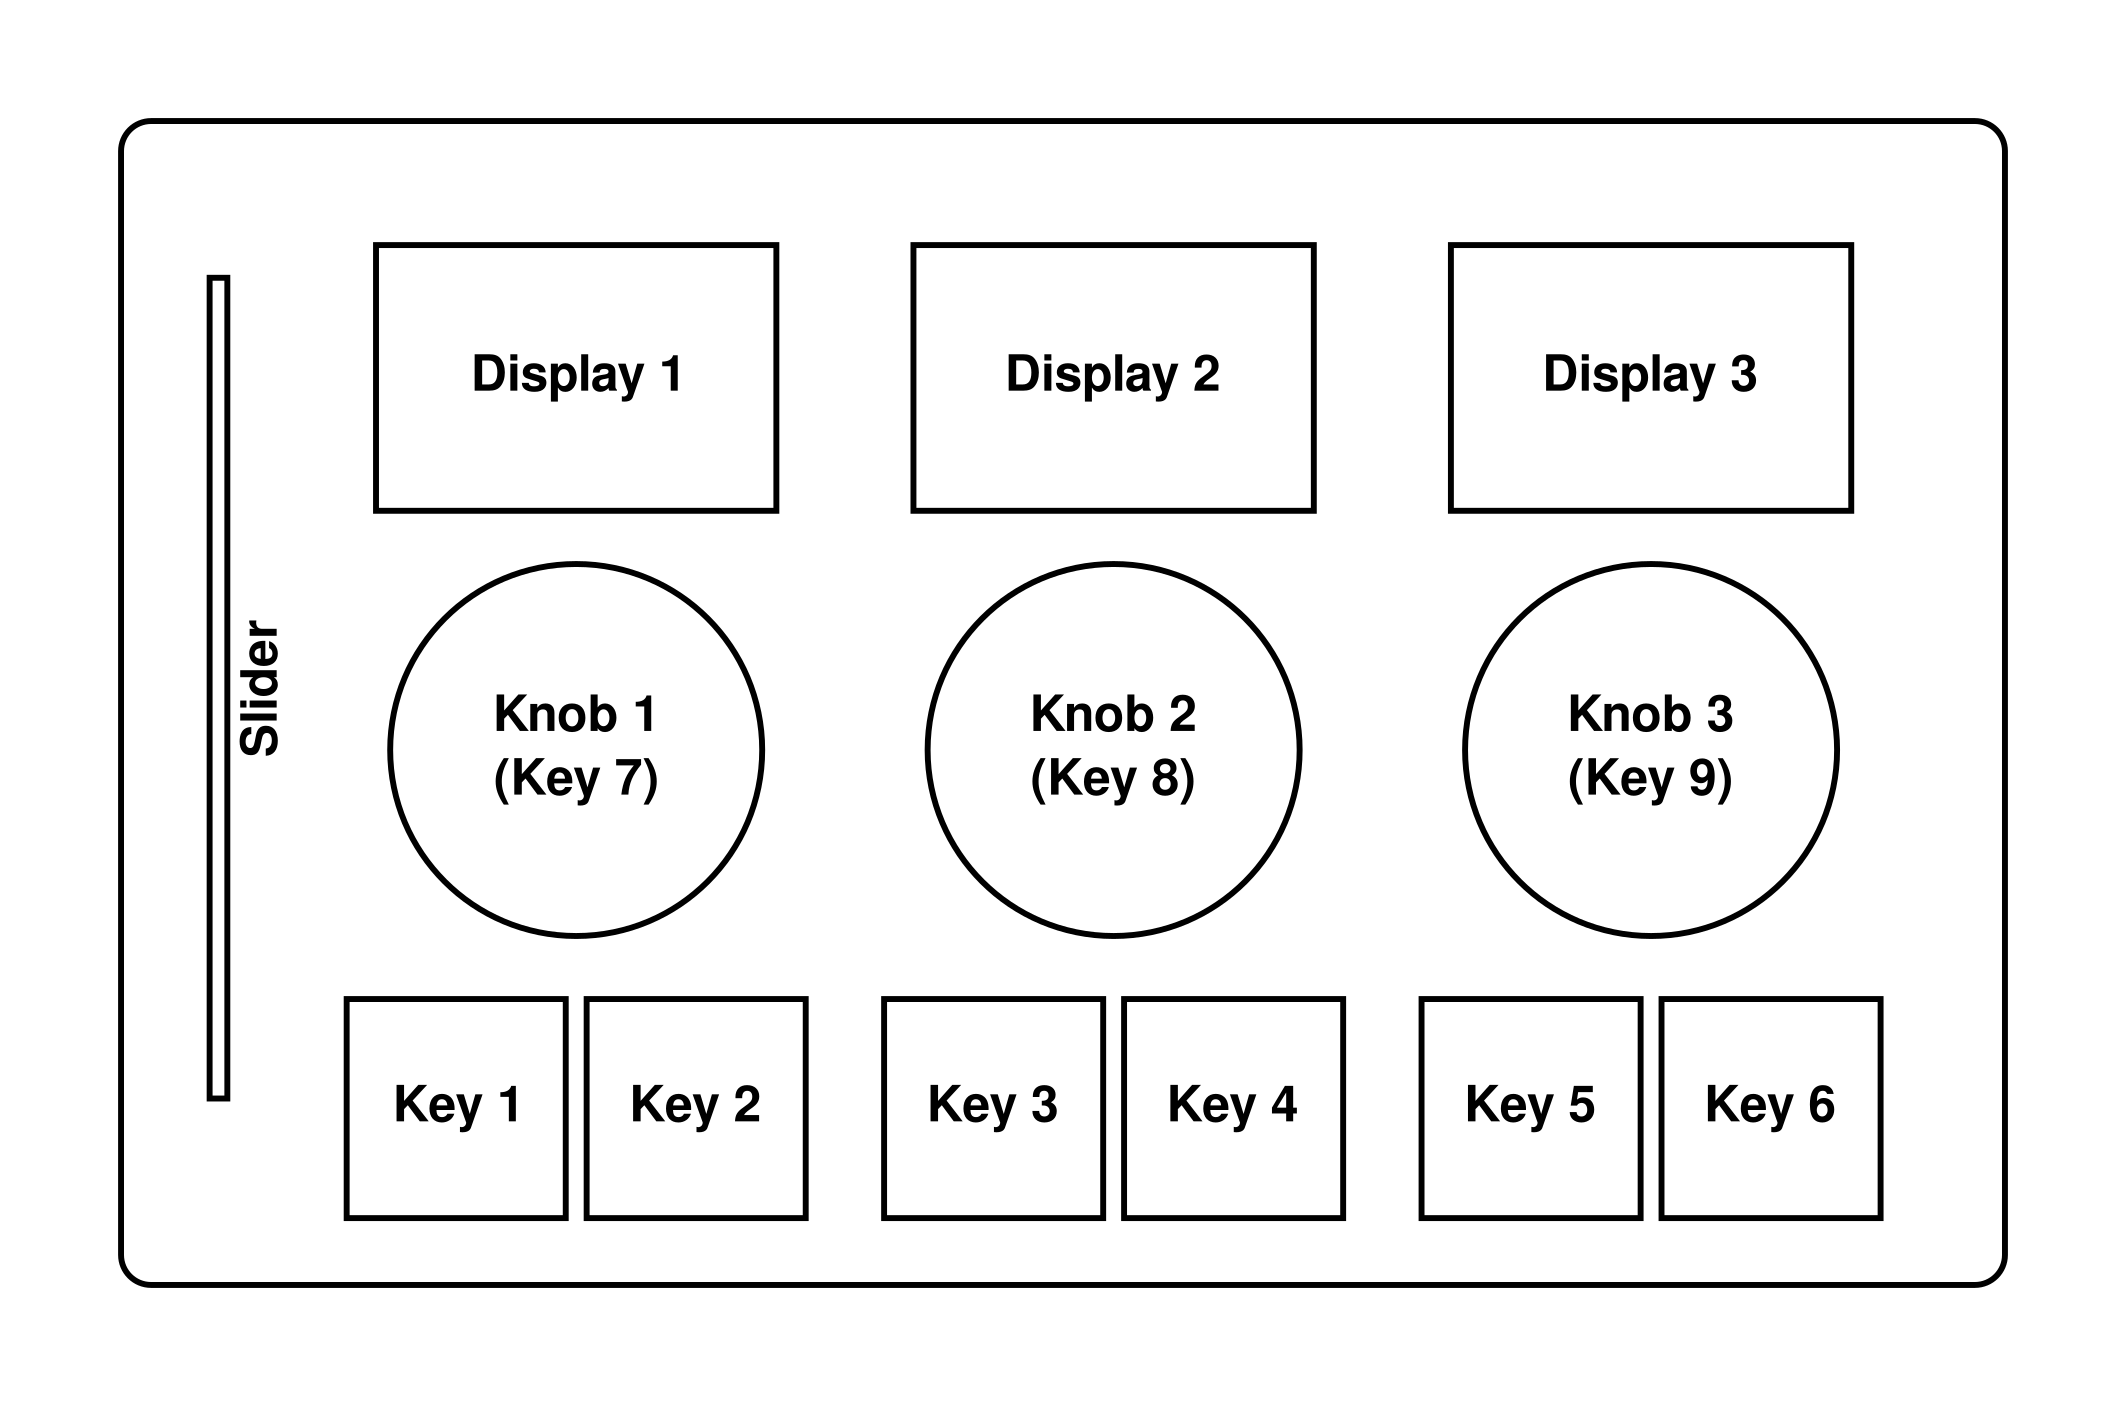 Display 1
Display 2
Display 3
Slider
Knob 1
(Key 7)
Knob 2
(Key 8)
Knob 3
(Key 9)
Key 1
Key 2
Key 3
Key 4
Key 5
Key 6